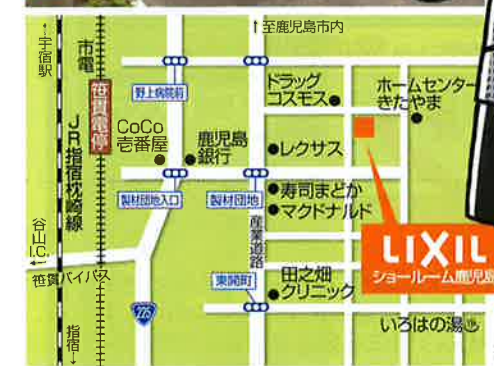 ↑至鹿児島市内
←宇宿駅
市電
笹貫電停
JR指宿枕崎線
野上病院前
ドラッグ
コスモス
ホームセンター
きたやま
CoCo
壱番屋
鹿児島
銀行
レクサス
製材団地入口
製材団地
寿司まどか
マクドナルド
産業道路
谷山
I.C.
←
笹貫バイパス
LIXIL
ショールーム鹿児島
東開町
田之畑
クリニック
225
いろはの湯♨
指宿→